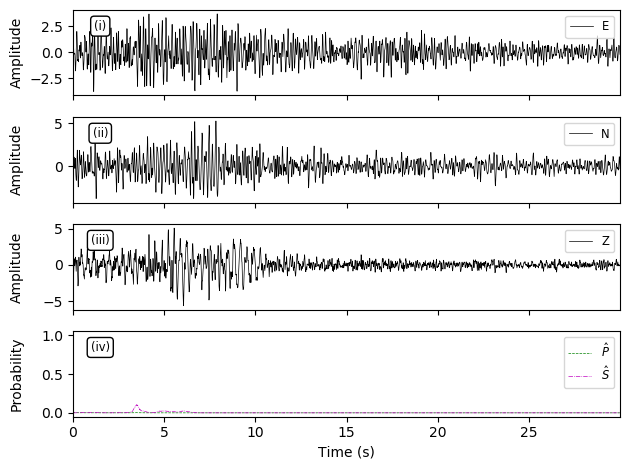 Amplitude
2.5
0.0
−2.5
(i)
E
Amplitude
5
0
(ii)
N
Amplitude
5
0
−5
(iii)
Z
Probability
1.0
0.5
0.0
(iv)
P̂
Ŝ
0 5 10 15 20 25
Time (s)